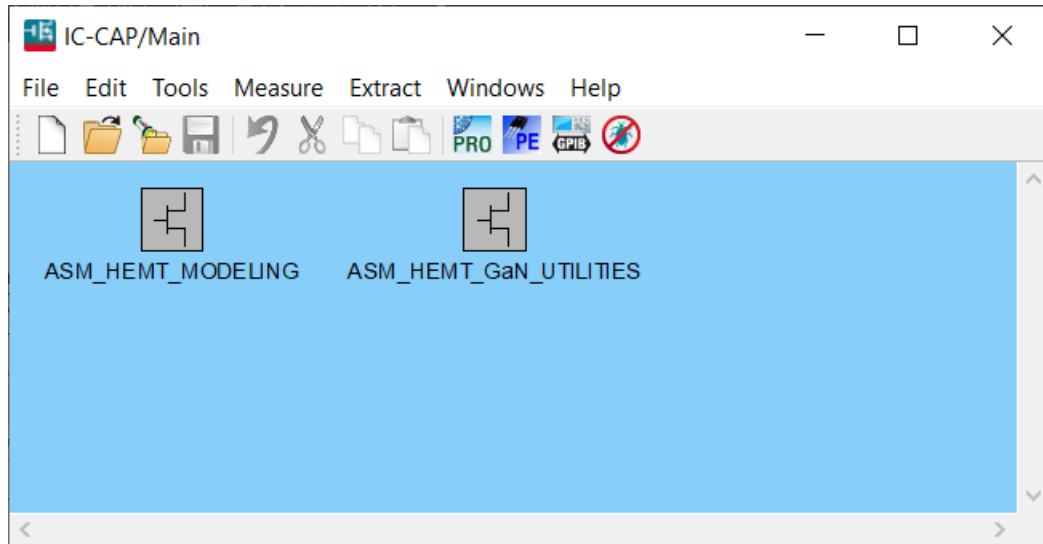 IC-CAP/Main
File Edit Tools Measure Extract Windows Help
PRO PE GPIB
ASM_HEMT_MODELING ASM_HEMT_GaN_UTILITIES